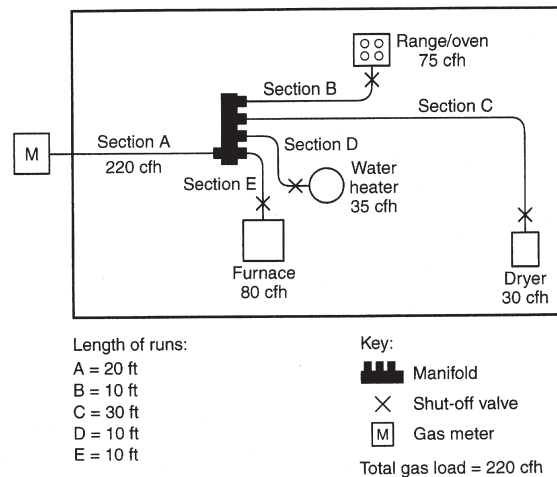 Range/oven
75 cfh
Section B
Section C
Section A
220 cfh
M
Section D
Section E
Water
heater
35 cfh
Furnace
80 cfh
Dryer
30 cfh
Length of runs:
A = 20 ft
B = 10 ft
C = 30 ft
D = 10 ft
E = 10 ft
Key:
Manifold
Shut-off valve
M Gas meter
Total gas load = 220 cfh